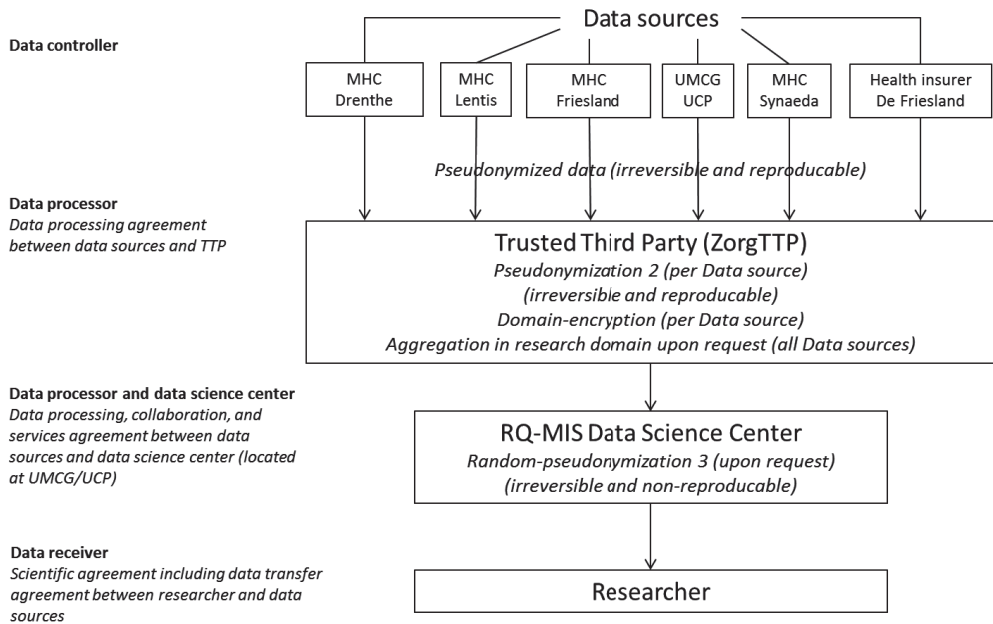 Data sources
Data controller
MHC
Drenthe
MHC
Lentis
MHC
Friesland
UMCG
UCP
MHC
Synaeda
Health insurer
De Friesland
Pseudonymized data (irreversible and reproducable)
Data processor
Data processing agreement
between data sources and TTP
Trusted Third Party (ZorgTTP)
Pseudonymization 2 (per Data source)
(irreversible and reproducable)
Domain-encryption (per Data source)
Aggregation in research domain upon request (all Data sources)
Data processor and data science center
Data processing, collaboration, and
services agreement between data
sources and data science center (located
at UMCG/UCP)
RQ-MIS Data Science Center
Random-pseudonymization 3 (upon request)
(irreversible and non-reproducable)
Data receiver
Scientific agreement including data transfer
agreement between researcher and data
sources
Researcher